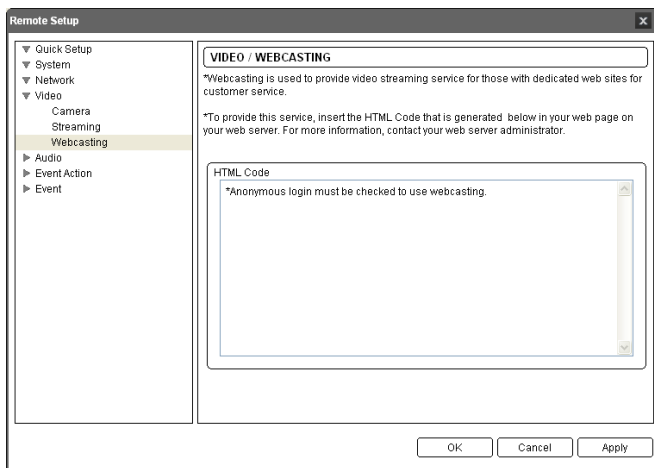 Remote Setup
x
Quick Setup
System
Network
Video
Camera
Streaming
Webcasting
Audio
Event Action
Event
VIDEO / WEBCASTING
*Webcasting is used to provide video streaming service for those with dedicated web sites for
customer service.
*To provide this service, insert the HTML Code that is generated below in your web page on
your web server. For more information, contact your web server administrator.
HTML Code
*Anonymous login must be checked to use webcasting.
OK
Cancel
Apply